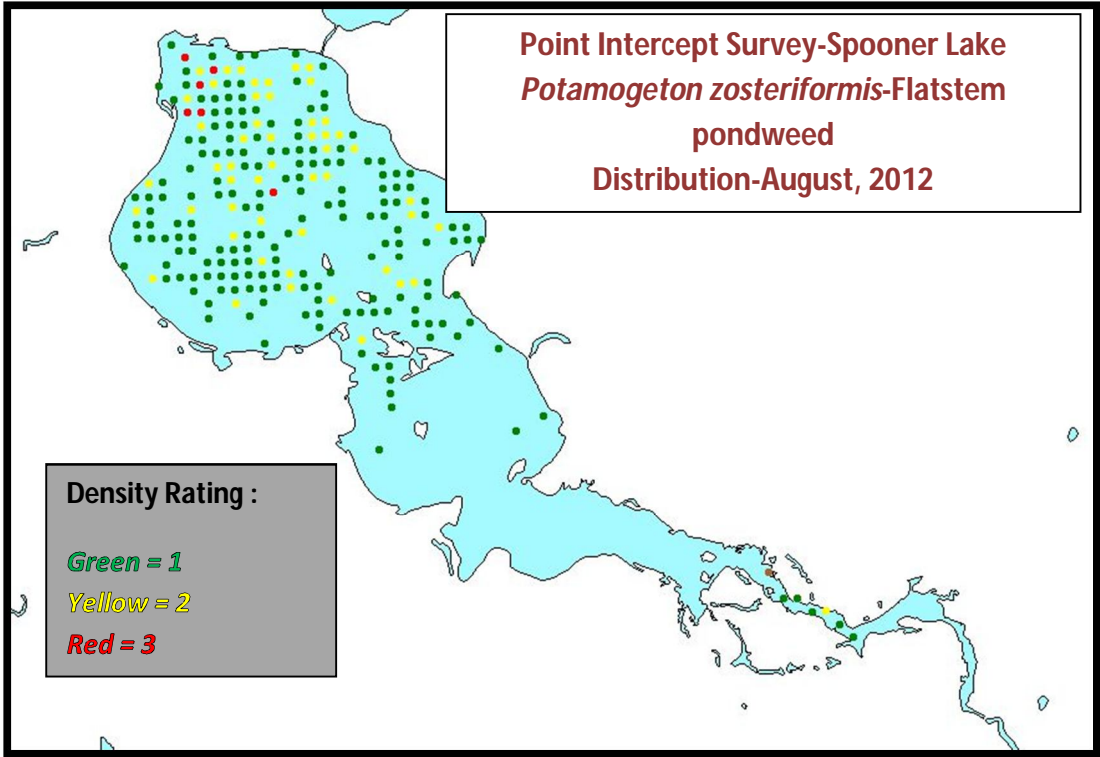 Point Intercept Survey-Spooner Lake
Potamogeton zosteriformis-Flatstem
pondweed
Distribution-August, 2012
Density Rating :
Green = 1
Yellow = 2
Red = 3